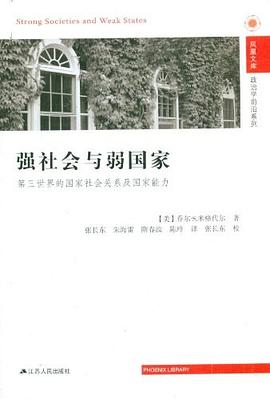 Strong Societies and Weak States
凤凰文库
政治学前沿系列
强社会与弱国家
第三世界的国家社会关系及国家能力
【美】乔尔·S.米格代尔 著
张长东 朱海雷 隋春波 陈玲 译 张长东 校
江苏人民出版社
PHOENIX LIBRARY